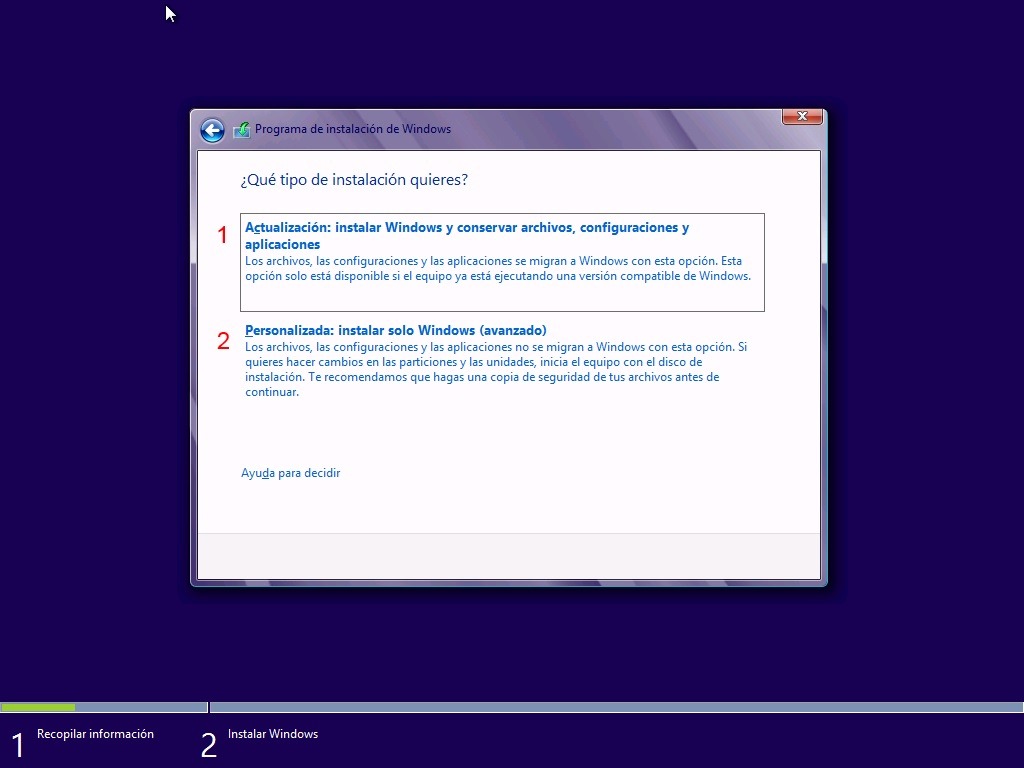 Programa de instalación de Windows
¿Qué tipo de instalación quieres?
1
Actualización: instalar Windows y conservar archivos, configuraciones y
aplicaciones
Los archivos, las configuraciones y las aplicaciones se migran a Windows con esta opción. Esta
opción solo está disponible si el equipo ya está ejecutando una versión compatible de Windows.
2
Personalizada: instalar solo Windows (avanzado)
Los archivos, las configuraciones y las aplicaciones no se migran a Windows con esta opción. Si
quieres hacer cambios en las particiones y las unidades, inicia el equipo con el disco de
instalación. Te recomendamos que hagas una copia de seguridad de tus archivos antes de
continuar.
Ayuda para decidir
1 Recopilar información
2 Instalar Windows